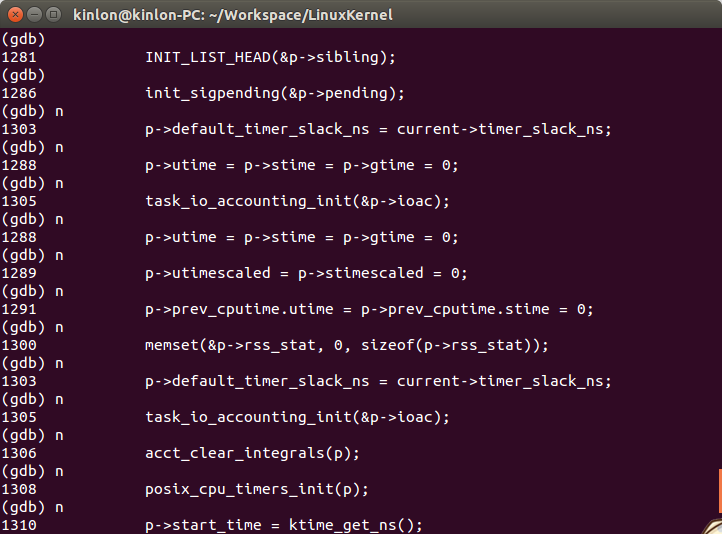 kinlon@kinlon-PC: ~/Workspace/LinuxKernel
(gdb)
1281 INIT_LIST_HEAD(&p->sibling);
(gdb)
1286 init_sigpending(&p->pending);
(gdb) n
1303 p->default_timer_slack_ns = current->timer_slack_ns;
(gdb) n
1288 p->utime = p->stime = p->gtime = 0;
(gdb) n
1305 task_io_accounting_init(&p->ioac);
(gdb) n
1288 p->utime = p->stime = p->gtime = 0;
(gdb) n
1289 p->utimescaled = p->stimescaled = 0;
(gdb) n
1291 p->prev_cputime.utime = p->prev_cputime.stime = 0;
(gdb) n
1300 memset(&p->rss_stat, 0, sizeof(p->rss_stat));
(gdb) n
1303 p->default_timer_slack_ns = current->timer_slack_ns;
(gdb) n
1305 task_io_accounting_init(&p->ioac);
(gdb) n
1306 acct_clear_integrals(p);
(gdb) n
1308 posix_cpu_timers_init(p);
(gdb) n
1310 p->start_time = ktime_get_ns();